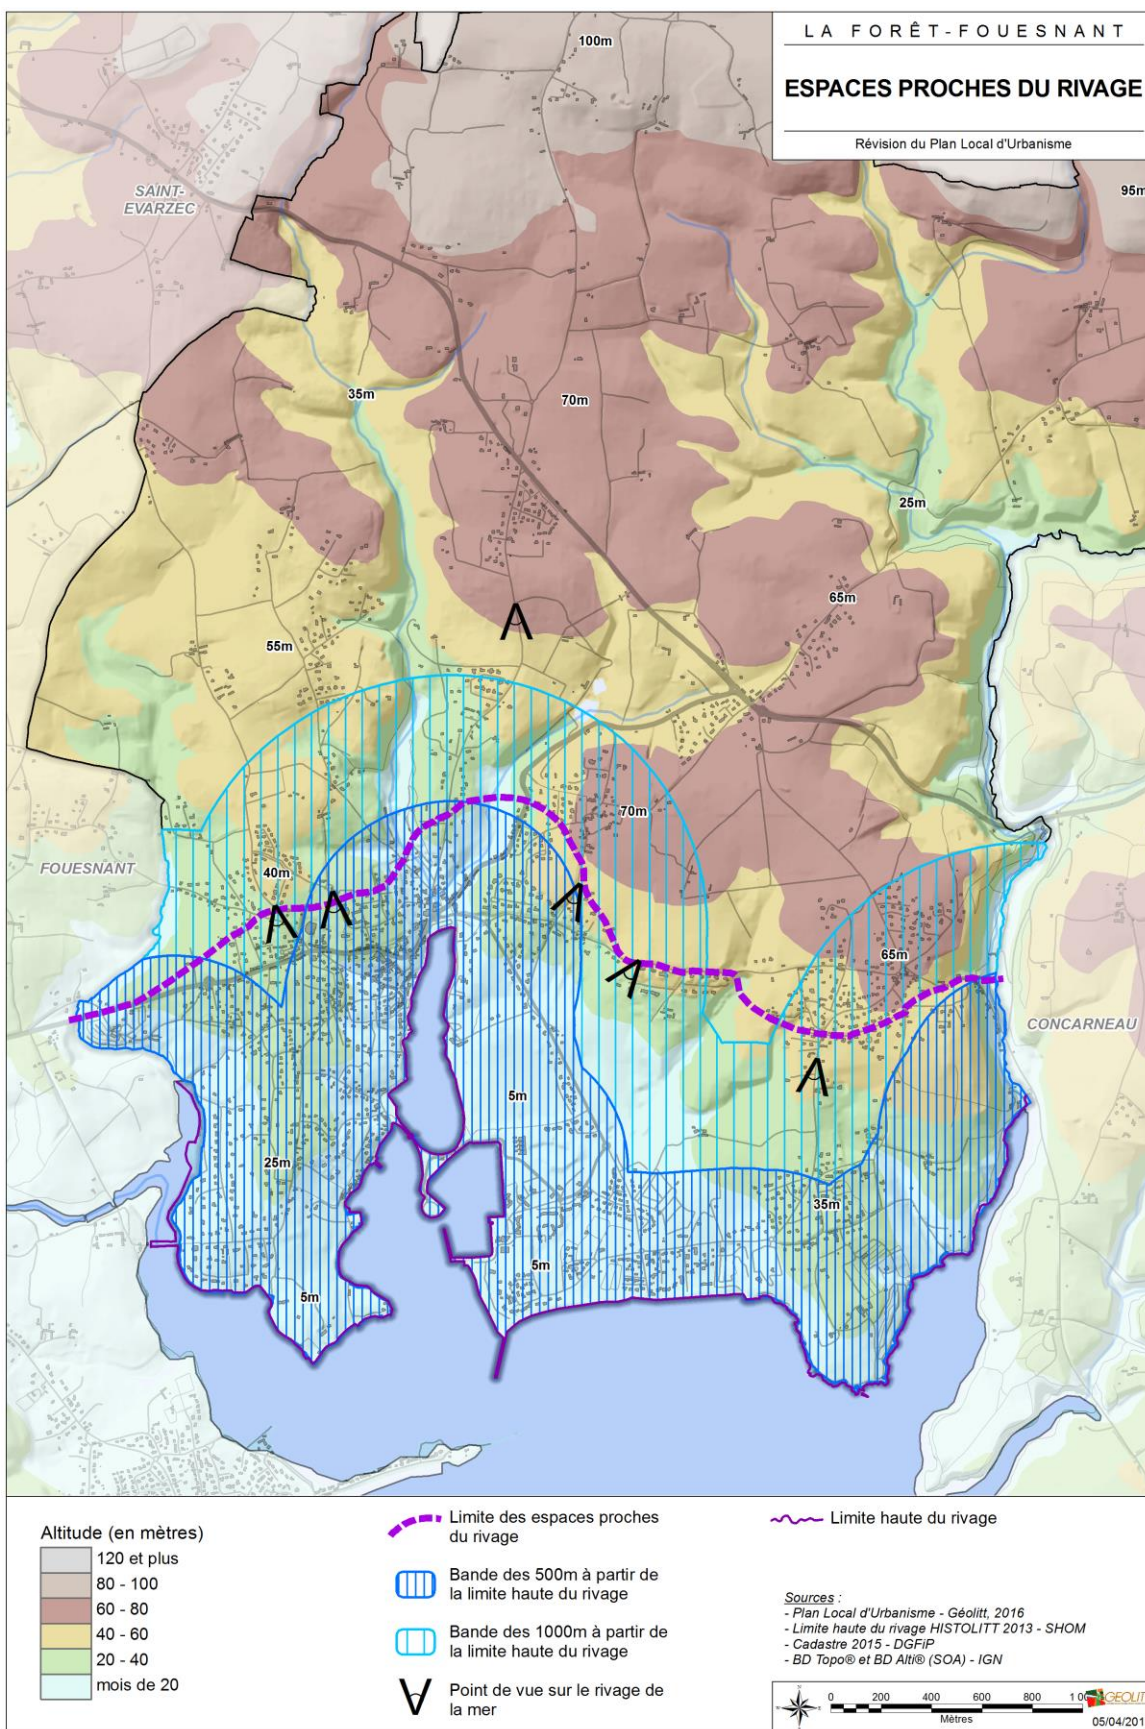 LA FORÊT-FOUESNANT
ESPACES PROCHES DU RIVAGE
Révision du Plan Local d'Urbanisme
100m
95m
SAINT-
EVARZEC
35m
70m
25m
65m
55m
70m
FOUESNANT
40m
65m
CONCARNEAU
5m
25m
35m
5m
5m
Altitude (en mètres)
120 et plus
80 - 100
60 - 80
40 - 60
20 - 40
mois de 20
Limite des espaces proches
du rivage
Bande des 500m à partir de
la limite haute du rivage
Bande des 1000m à partir de
la limite haute du rivage
Point de vue sur le rivage de
la mer
Limite haute du rivage
Sources :
- Plan Local d'Urbanisme - Géolitt, 2016
- Limite haute du rivage HISTOLITT 2013 - SHOM
- Cadastre 2015 - DGFiP
- BD Topo® et BD Alti® (SOA) - IGN
0 200 400 600 800 1 00
Mètres
GEOLIT
05/04/201